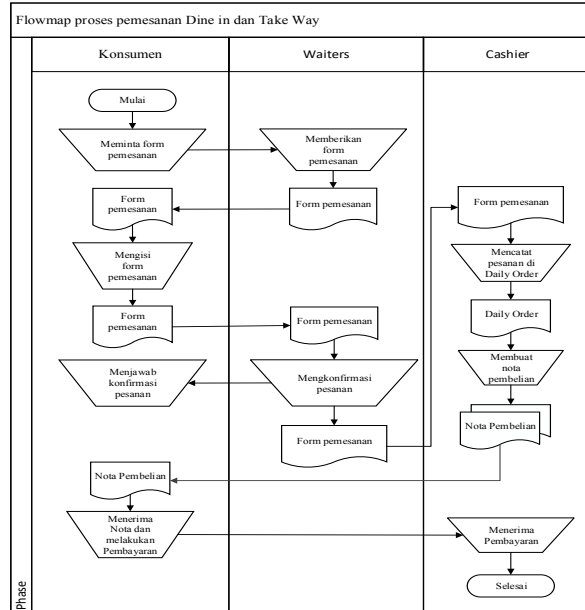 Flowmap proses pemesanan Dine in dan Take Way
Konsumen
Waiters
Cashier
Mulai
Meminta form
pemesanan
Memberikan
form
pemesanan
Form
pemesanan
Form pemesanan
Form pemesanan
Mengisi
form
pemesanan
Mencatat
pesanan di
Daily Order
Form
pemesanan
Form pemesanan
Daily Order
Menjawab
konfirmasi
pesanan
Mengkonfirmasi
pesanan
Membuat
nota
pembelian
Form pemesanan
Nota Pembelian
Nota Pembelian
Menerima
Nota dan
melakukan
Pembayaran
Menerima
Pembayaran
Selesai
Phase